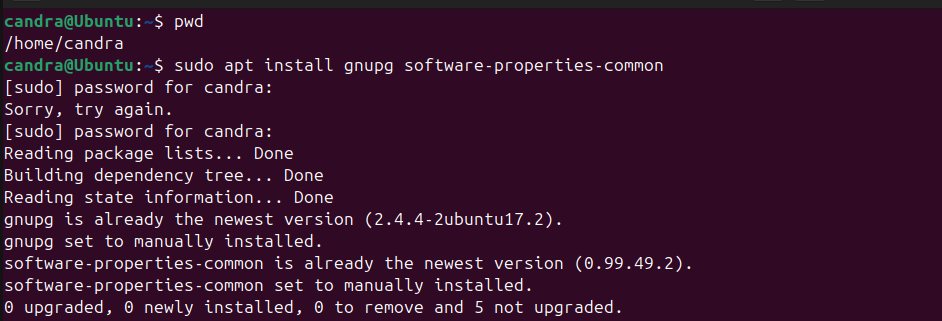 candra@Ubuntu:~$ pwd
/home/candra
candra@Ubuntu:~$ sudo apt install gnupg software-properties-common
[sudo] password for candra:
Sorry, try again.
[sudo] password for candra:
Reading package lists... Done
Building dependency tree... Done
Reading state information... Done
gnupg is already the newest version (2.4.4-2ubuntu17.2).
gnupg set to manually installed.
software-properties-common is already the newest version (0.99.49.2).
software-properties-common set to manually installed.
0 upgraded, 0 newly installed, 0 to remove and 5 not upgraded.